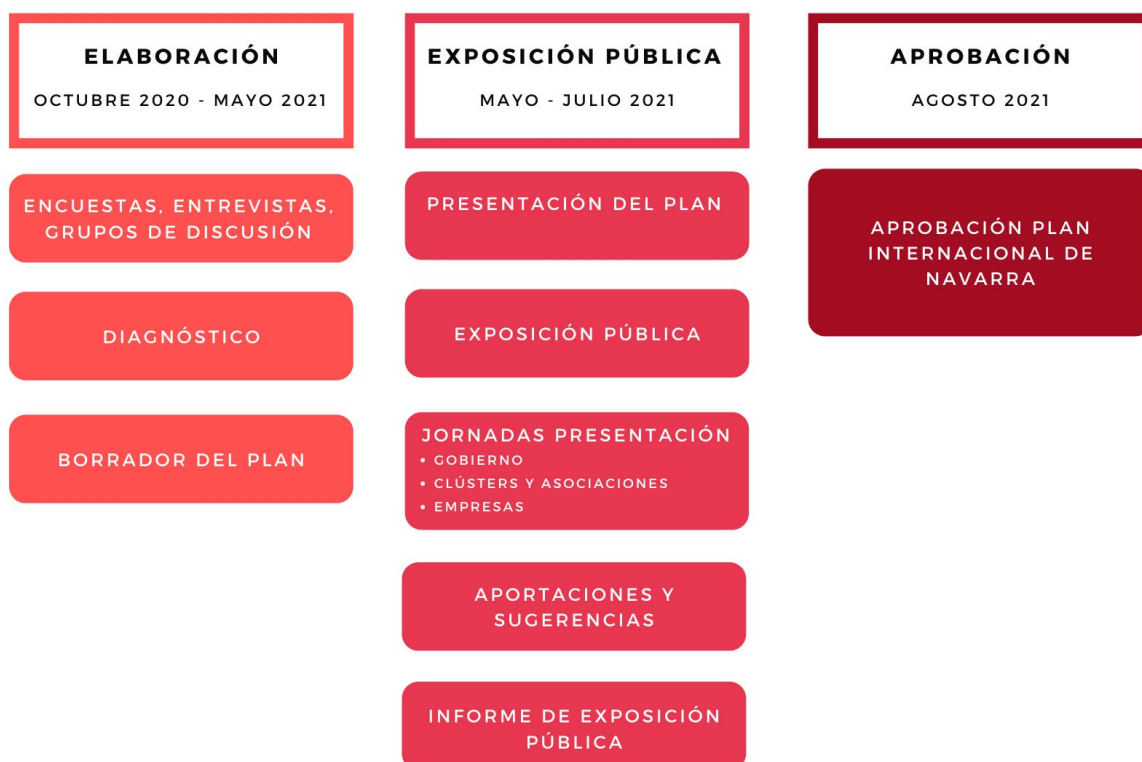 ELABORACIÓN
OCTUBRE 2020 - MAYO 2021
ENCUESTAS, ENTREVISTAS,
GRUPOS DE DISCUSIÓN
DIAGNÓSTICO
BORRADOR DEL PLAN
EXPOSICIÓN PÚBLICA
MAYO - JULIO 2021
PRESENTACIÓN DEL PLAN
EXPOSICIÓN PÚBLICA
JORNADAS PRESENTACIÓN
• GOBIERNO
• CLÚSTERS Y ASOCIACIONES
• EMPRESAS
APORTACIONES Y
SUGERENCIAS
INFORME DE EXPOSICIÓN
PÚBLICA
APROBACIÓN
AGOSTO 2021
APROBACIÓN PLAN
INTERNACIONAL DE
NAVARRA